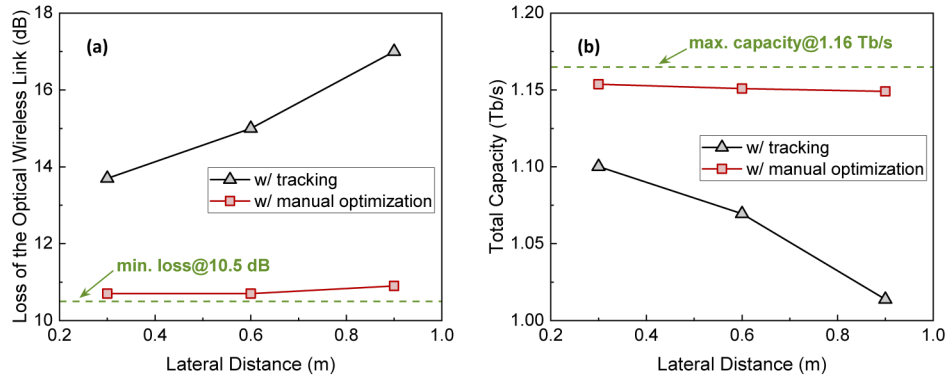 Loss of the Optical Wireless Link (dB)
18
16
14
12
10
(a)
w/ tracking
w/ manual optimization
min. loss@10.5 dB
0.2
0.4
0.6
0.8
1.0
Lateral Distance (m)
Total Capacity (Tb/s)
1.20
1.15
1.10
1.05
1.00
(b)
max. capacity@1.16 Tb/s
w/ tracking
w/ manual optimization
0.2
0.4
0.6
0.8
1.0
Lateral Distance (m)